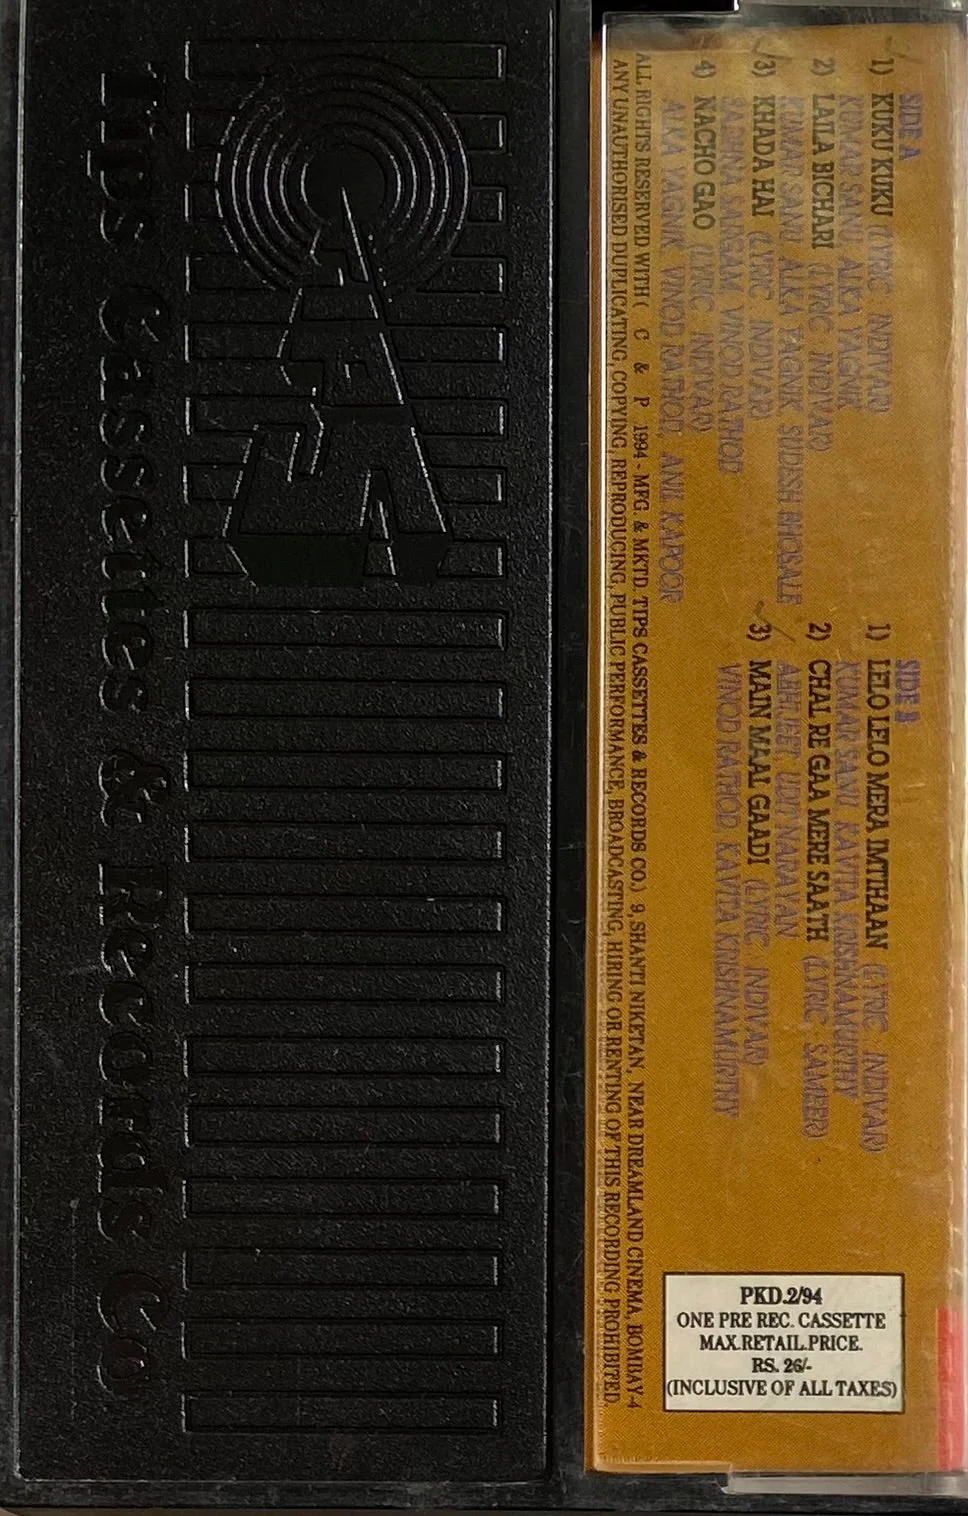 Tips Cassettes & Records Co
SIDE A
1) KUKU KUKU (LYRIC INDIVAR)
KUMAR SANU ALKA YAGNIK
2) LAILA BICHARI (LYRIC INDIVAR)
KUMAR SANU ALKA YAGNIK SUDESH BHOSALE
3) KHADA HAI (LYRIC INDIVAR)
SADHNA SARGAM, VINOD RATHOD
4) NACHO GAO (LYRIC INDIVAR)
ALKA YAGNIK, VINOD RATHOD, ANIL KAPOOR
SIDE B
1) LELO LELO MERA IMTIHAAN (LYRIC INDIVAR)
KUMAR SANU KAVITA KRISHNAMURTHY
2) CHAL RE GAA MERE SAATH (LYRIC SAMEER)
ABHIJEET UDIT NARAYAN
3) MAIN MAAL GAADI (LYRIC INDIVAR)
VINOD RATHOD, KAVITA KRISHNAMURTHY
ALL RIGHTS RESERVED WITH ( C & P 1994 - MFG. & MKTD. TIPS CASSETTES & RECORDS CO.) 9, SHANTI NIKETAN, NEAR DREAMLAND CINEMA, BOMBAY-4
ANY UNAUTHORISED DUPLICATING, COPYING, REPRODUCING, PUBLIC PERFORMANCE, BROADCASTING, HIRING OR RENTING OF THIS RECORDING PROHIBITED.
PKD.2/94
ONE PRE REC. CASSETTE
MAX.RETAIL.PRICE.
RS. 26/-
(INCLUSIVE OF ALL TAXES)